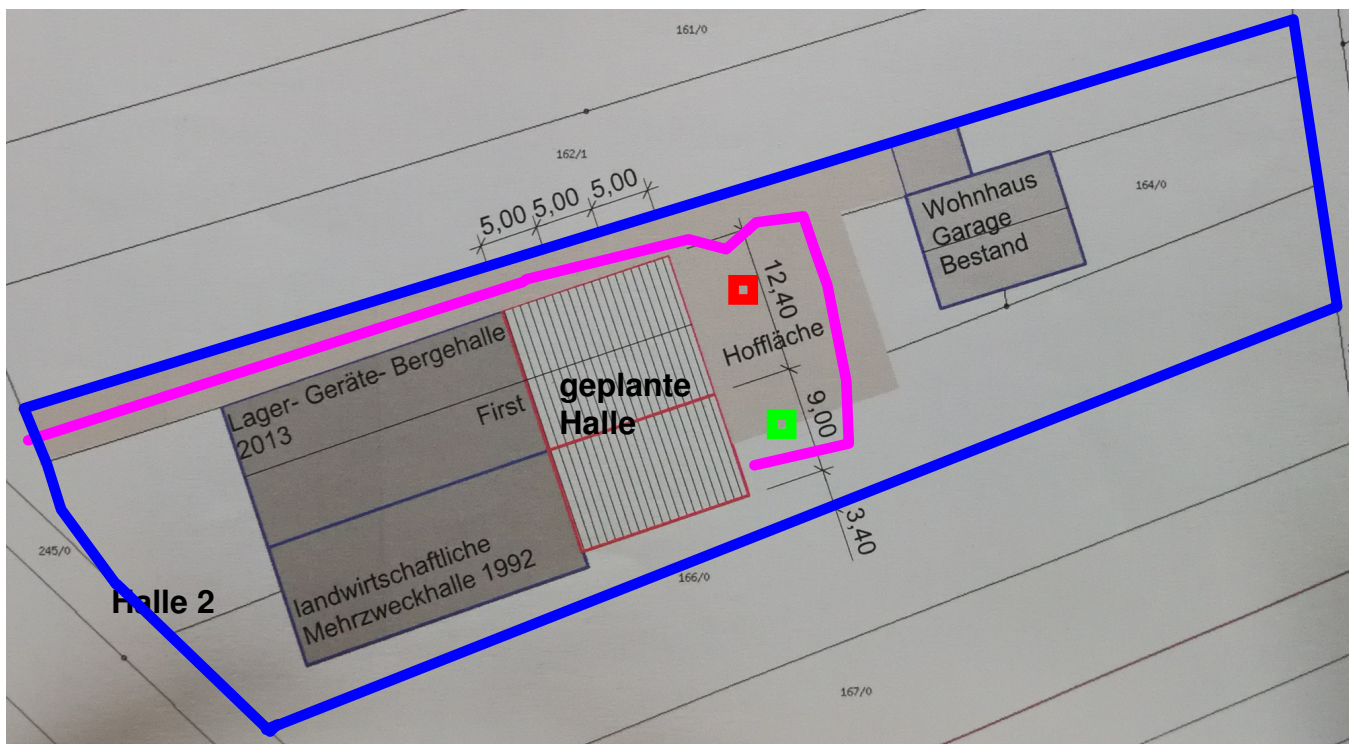 161/0
162/1
5,00 5,00 5,00
164/0
Wohnhaus
Garage
Bestand
12,40
Hoffläche
9,00
3,40
Lager- Geräte- Bergehalle
2013
First
geplante
Halle
landwirtschaftliche
Mehrzweckhalle 1992
245/0
Halle 2
166/0
167/0